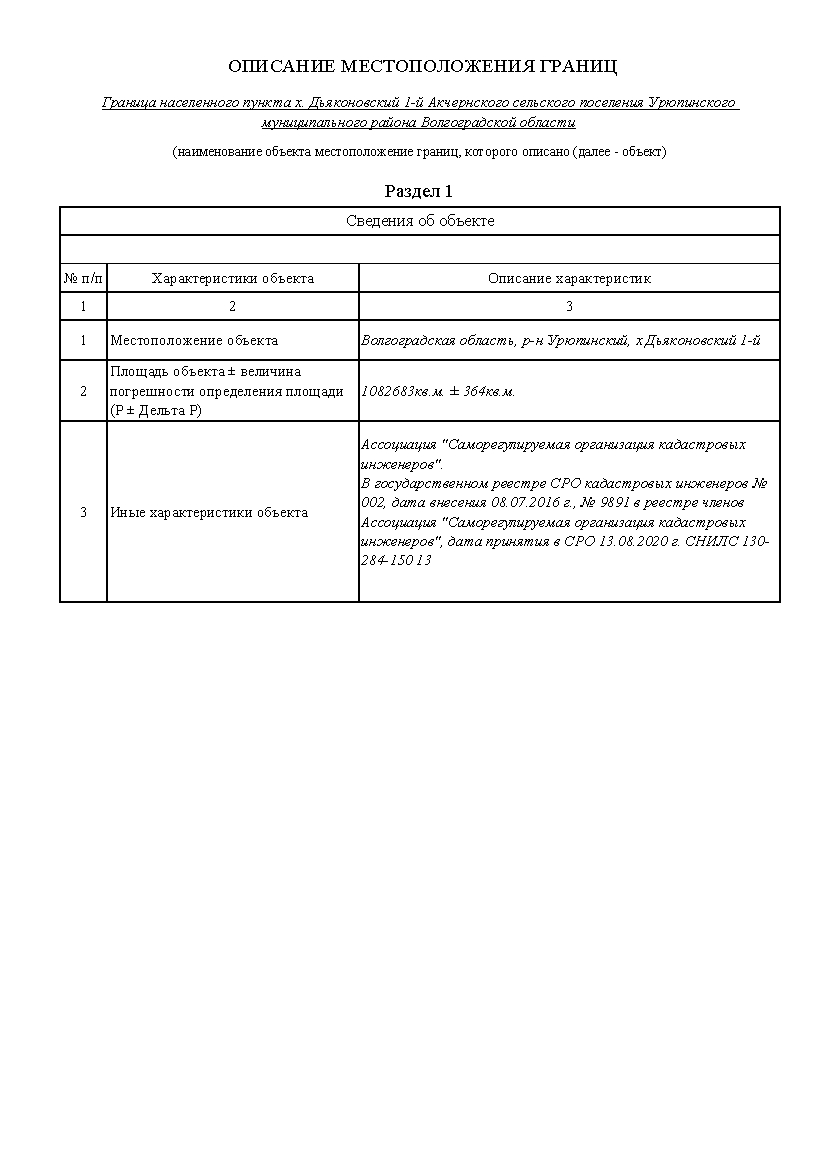 ОПИСАНИЕ МЕСТОПОЛОЖЕНИЯ ГРАНИЦ
Граница населенного пункта х. Дьяконовский 1-й Акчернского сельского поселения Урюпинского
муниципального района Волгоградской области
(наименование объекта местоположение границ, которого описано (далее - объект)
Раздел 1
Сведения об объекте
№ п/п Характеристики объекта Описание характеристик
1 2 3
1 Местоположение объекта Волгоградская область, р-н Урюпинский, х Дьяконовский 1-й
Площадь объекта ± величина
2 погрешности определения площади 1082683кв.м. ± 364кв.м.
(Р ± Дельта Р)
Ассоциация "Саморегулируемая организация кадастровых
инженеров".
В государственном реестре СРО кадастровых инженеров №
002, дата внесения 08.07.2016 г., № 9891 в реестре членов
3 Иные характеристики объекта Ассоциация "Саморегулируемая организация кадастровых
инженеров", дата принятия в СРО 13.08.2020 г. СНИЛС 130-
284-150 13